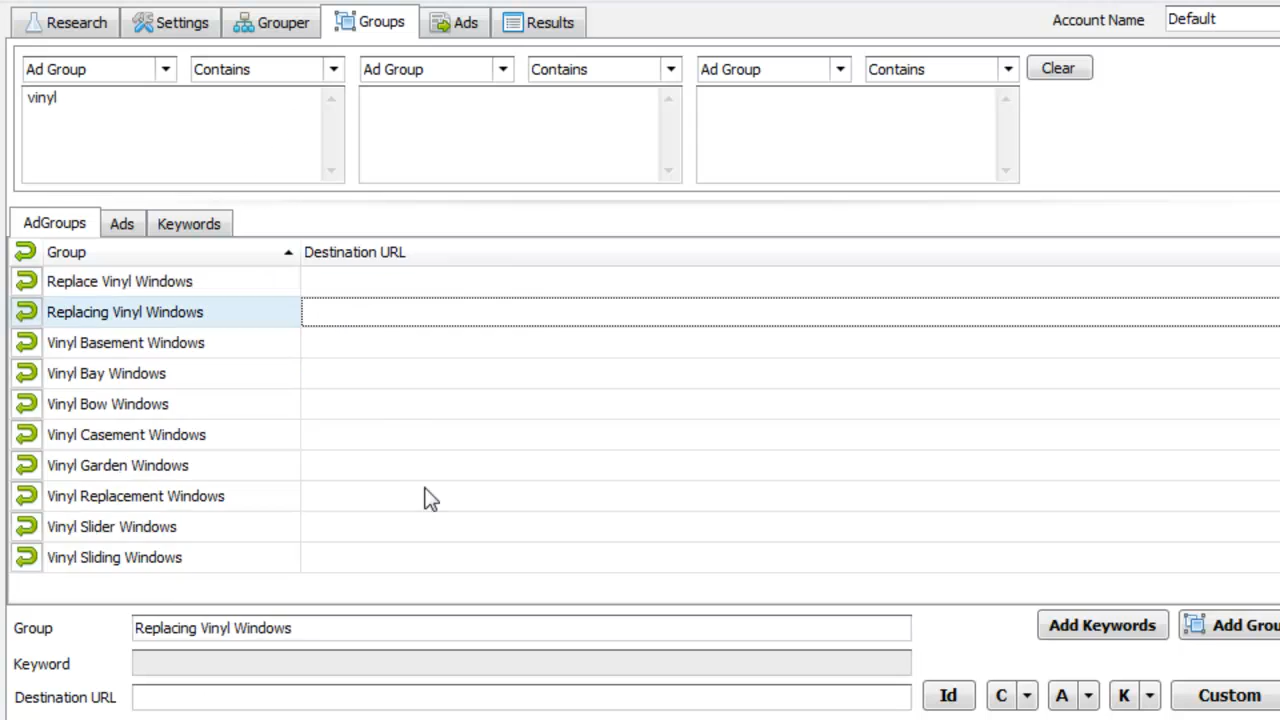 Research Settings Grouper Groups Ads Results Account Name Default
Ad Group Contains Ad Group Contains Ad Group Contains Clear
vinyl
AdGroups Ads Keywords
Group Destination URL
Replace Vinyl Windows
Replacing Vinyl Windows
Vinyl Basement Windows
Vinyl Bay Windows
Vinyl Bow Windows
Vinyl Casement Windows
Vinyl Garden Windows
Vinyl Replacement Windows
Vinyl Slider Windows
Vinyl Sliding Windows
Group Replacing Vinyl Windows Add Keywords Add Grou
Keyword
Destination URL Id C A K Custom